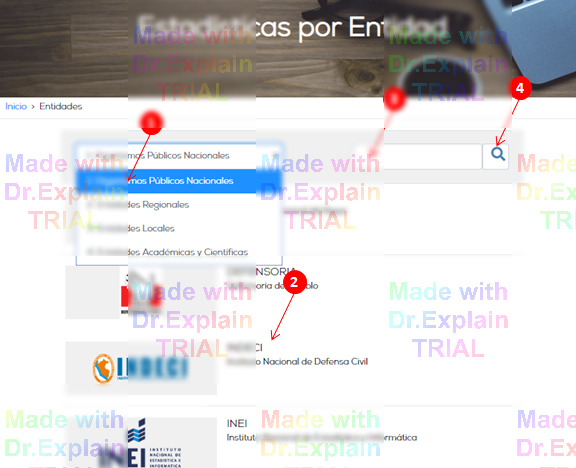 Estadísticas por Entidad
Inicio › Entidades
Organismos Públicos Nacionales
Organismos Públicos Nacionales
Entidades Regionales
Entidades Locales
Entidades Académicas y Científicas
1
3
4
2
DEFENSORIA
Defensoria del Pueblo
INDECI
INDECI
Instituto Nacional de Defensa Civil
INEI
INSTITUTO
NACIONAL DE
ESTADÍSTICA E
INFORMÁTICA
INEI
Instituto Nacional de Estadística e Informática
Made with
Dr.Explain
TRIAL
Made with
Dr.Explain
TRIAL
Made with
Dr.Explain
TRIAL
Made with
Dr.Explain
TRIAL
Made with
Dr.Explain
TRIAL
Made with
Dr.Explain
TRIAL
Made with
Dr.Explain
TRIAL
Made with
Dr.Explain
Made with
Dr.Explain
Made with
Dr.Explain